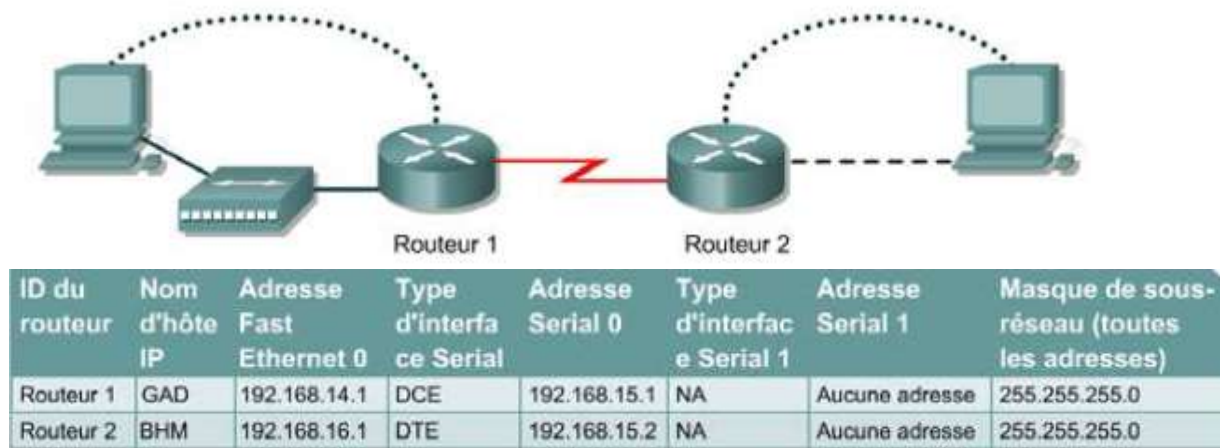 Routeur 1
Routeur 2
ID du routeur
Nom d'hôte IP
Adresse Fast Ethernet 0
Type d'interfa ce Serial
Adresse Serial 0
Type d'interfac e Serial 1
Adresse Serial 1
Masque de sous-réseau (toutes les adresses)
Routeur 1 GAD 192.168.14.1 DCE 192.168.15.1 NA Aucune adresse 255.255.255.0
Routeur 2 BHM 192.168.16.1 DTE 192.168.15.2 NA Aucune adresse 255.255.255.0